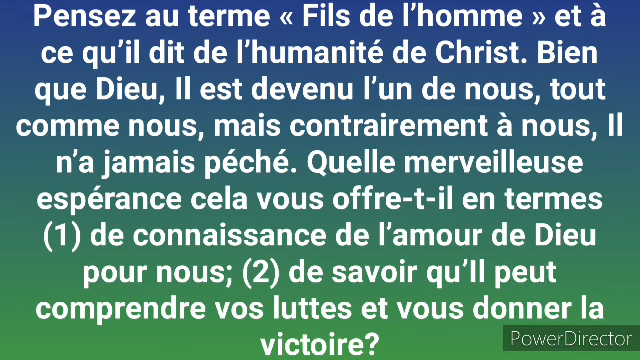 Pensez au terme « Fils de l’homme » et à
ce qu’il dit de l’humanité de Christ. Bien
que Dieu, Il est devenu l’un de nous, tout
comme nous, mais contrairement à nous, Il
n’a jamais péché. Quelle merveilleuse
espérance cela vous offre-t-il en termes
(1) de connaissance de l’amour de Dieu
pour nous; (2) de savoir qu’Il peut
comprendre vos luttes et vous donner la
victoire?
PowerDirector